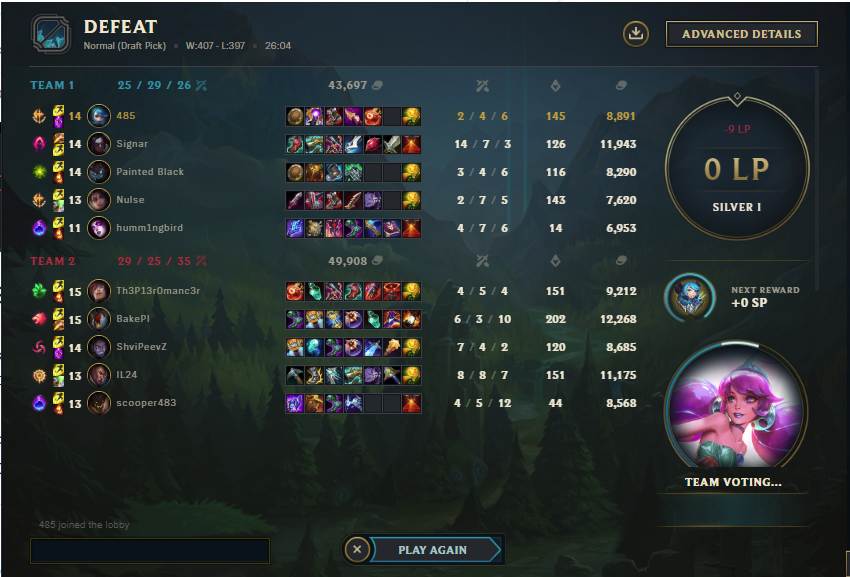 DEFEAT
Normal (Draft Pick) • W:407 - L:397 • 26:04
ADVANCED DETAILS
TEAM 1 25 / 29 / 26 43,697
14 485 2 / 4 / 6 145 8,891
14 Signar 14 / 7 / 3 126 11,943
14 Painted Black 3 / 4 / 6 116 8,290
13 Nulse 2 / 7 / 5 143 7,620
11 humm1ngbird 4 / 7 / 6 14 6,953
TEAM 2 29 / 25 / 35 49,908
15 Th3P13r0manc3r 4 / 5 / 4 151 9,212
15 BakePI 6 / 3 / 10 202 12,268
14 ShviPeevZ 7 / 4 / 2 120 8,685
13 IL24 8 / 8 / 7 151 11,175
13 scooper483 4 / 5 / 12 44 8,568
-9 LP
0 LP
SILVER I
NEXT REWARD
+0 SP
TEAM VOTING...
485 joined the lobby
PLAY AGAIN